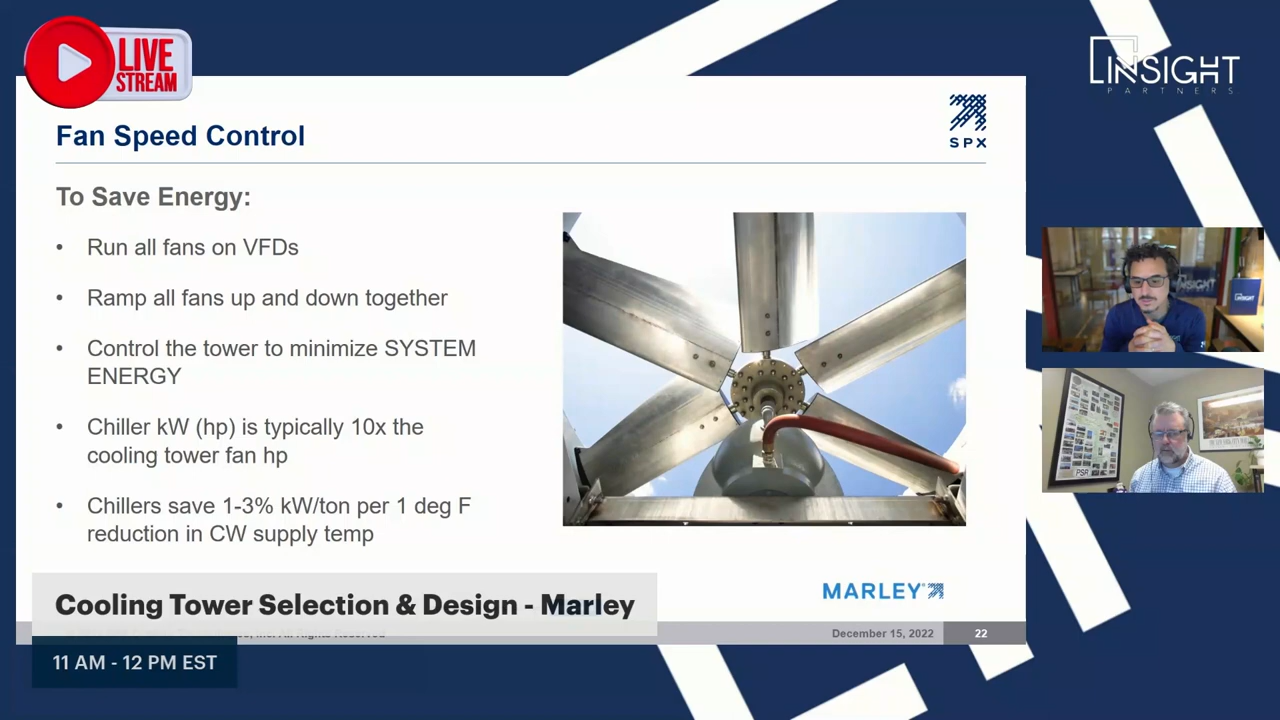 LIVE
STREAM
INSIGHT
PARTNERS
Fan Speed Control
SPX
To Save Energy:
• Run all fans on VFDs
• Ramp all fans up and down together
• Control the tower to minimize SYSTEM
ENERGY
• Chiller kW (hp) is typically 10x the
cooling tower fan hp
• Chillers save 1-3% kW/ton per 1 deg F
reduction in CW supply temp
INSIGHT
PSR
MARLEY
Cooling Tower Selection & Design - Marley
December 15, 2022
22
11 AM - 12 PM EST